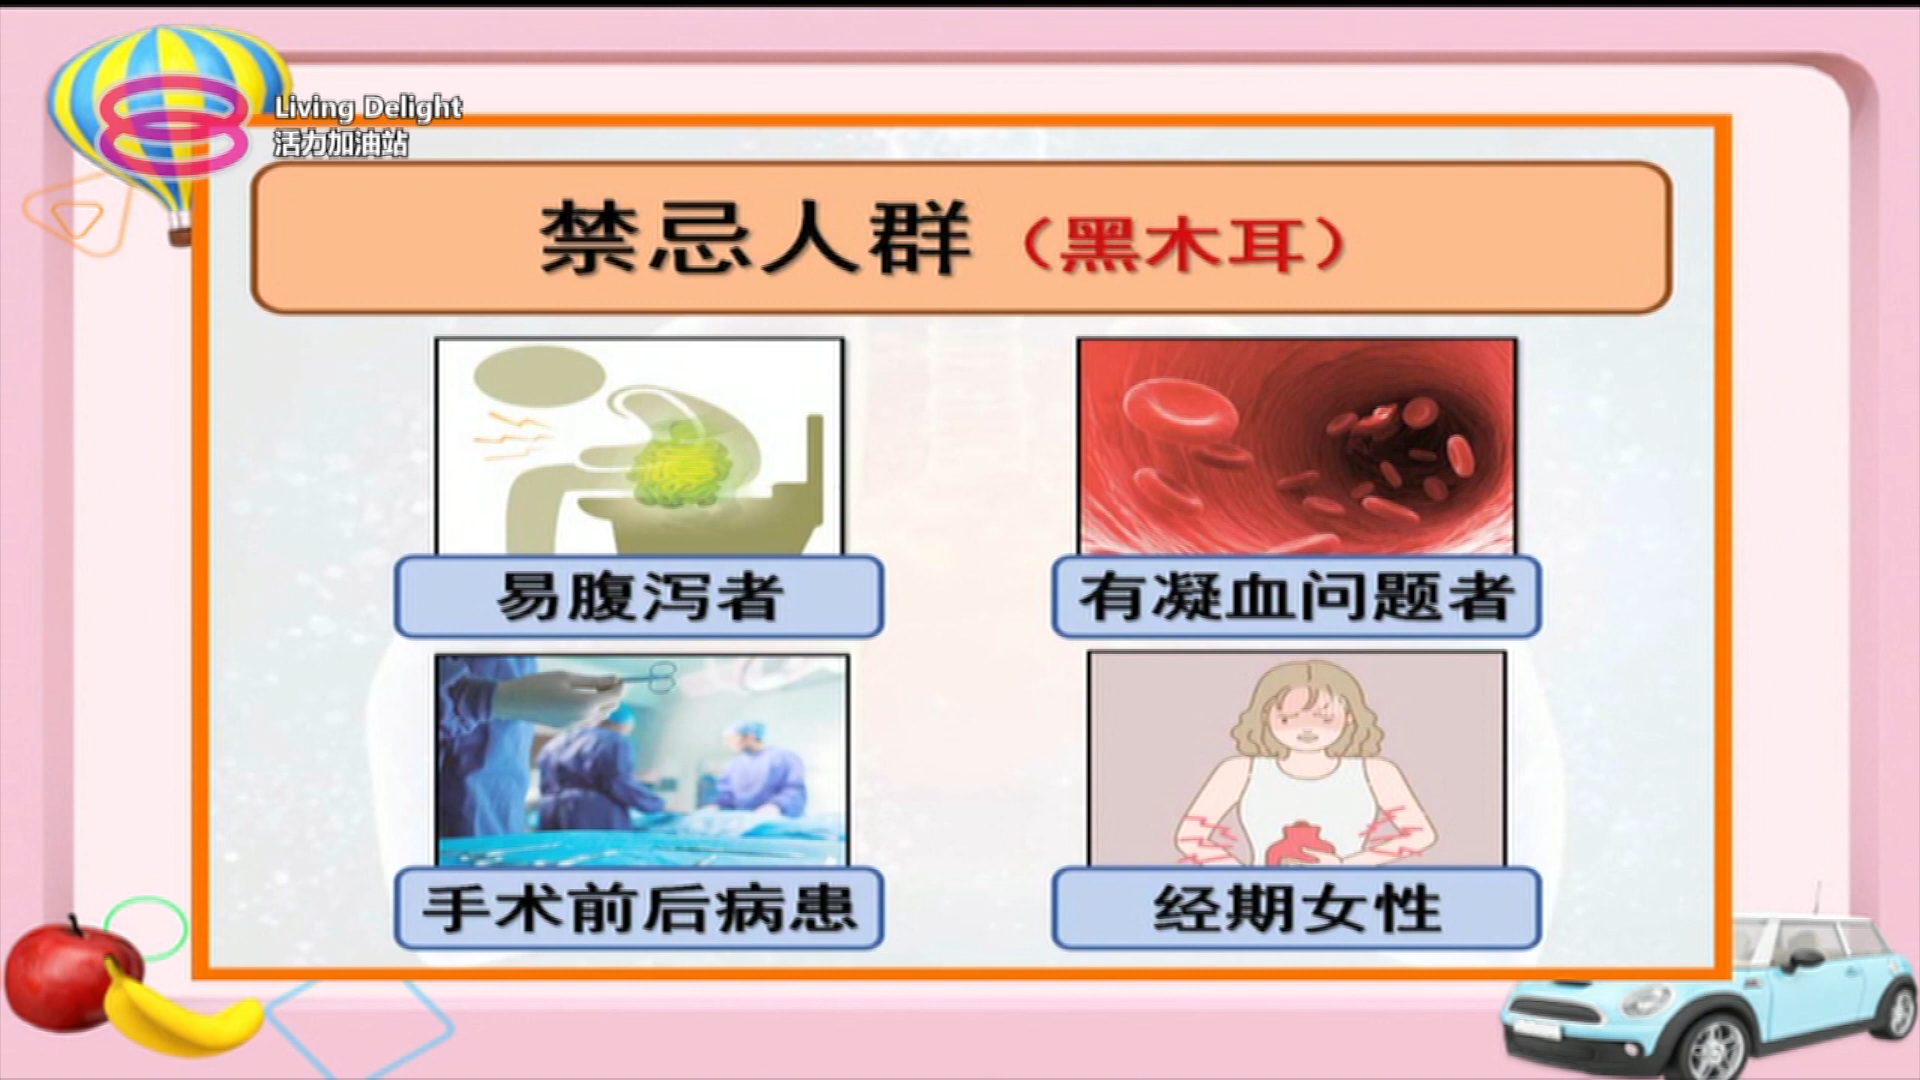 Living Delight
活力加油站
禁忌人群（黑木耳）
易腹泻者
有凝血问题者
手术前后病患
经期女性